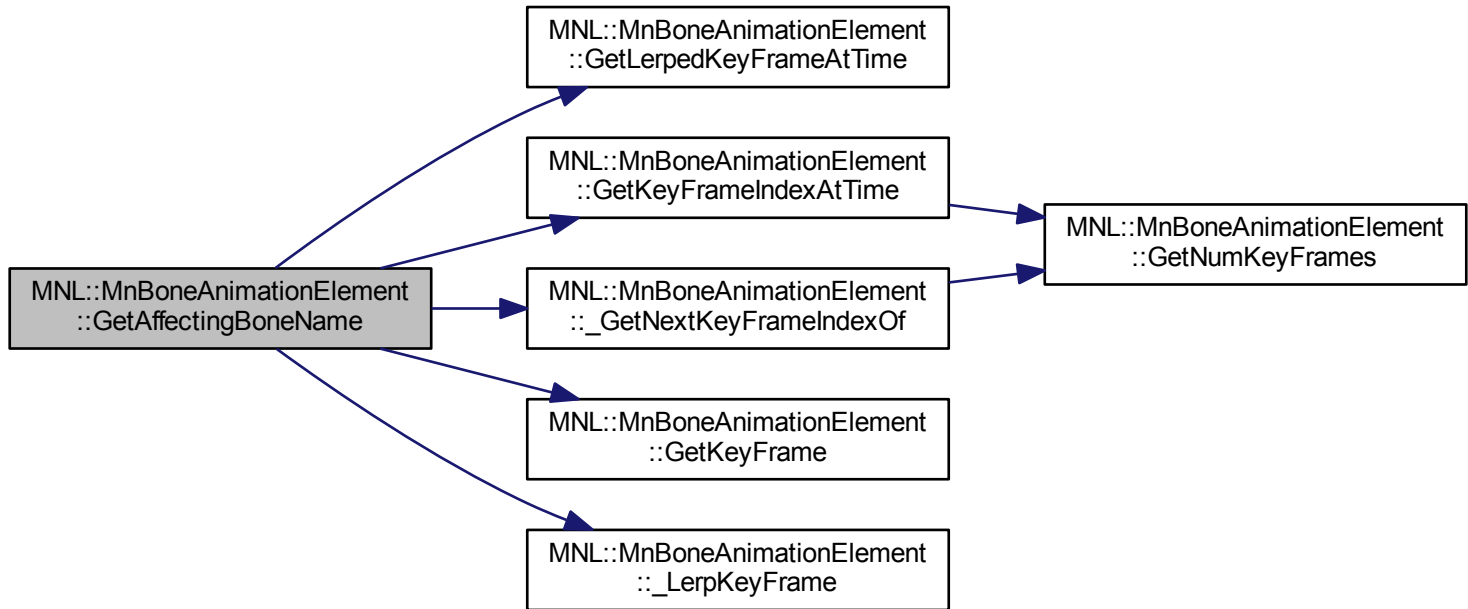 MNL::MnBoneAnimationElement
::GetAffectingBoneName
MNL::MnBoneAnimationElement
::GetLerpedKeyFrameAtTime
MNL::MnBoneAnimationElement
::GetKeyFrameIndexAtTime
MNL::MnBoneAnimationElement
::_GetNextKeyFrameIndexOf
MNL::MnBoneAnimationElement
::GetKeyFrame
MNL::MnBoneAnimationElement
::_LerpKeyFrame
MNL::MnBoneAnimationElement
::GetNumKeyFrames